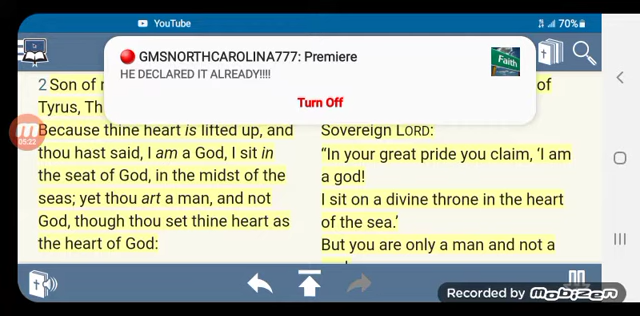 YouTube
70%
GMSNORTHCAROLINA777: Premiere
HE DECLARED IT ALREADY!!!!
Faith
Turn Off
2 Son of
Tyrus, Th
Because thine heart is lifted up, and
thou hast said, I am a God, I sit in
the seat of God, in the midst of the
seas; yet thou art a man, and not
God, though thou set thine heart as
the heart of God:
of
Sovereign LORD:
“In your great pride you claim, ‘I am
a god!
I sit on a divine throne in the heart
of the sea.’
But you are only a man and not a
05:22
Recorded by Mobizen